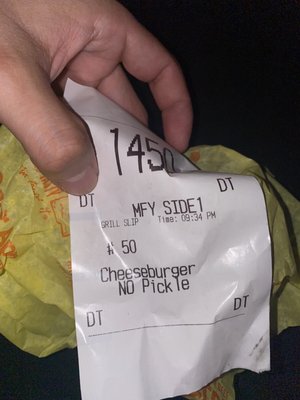 1450
DT
DT
MFY SIDE1
GRILL SLIP Time: 09:34 PM
# 50
Cheeseburger
NO Pickle
DT
DT